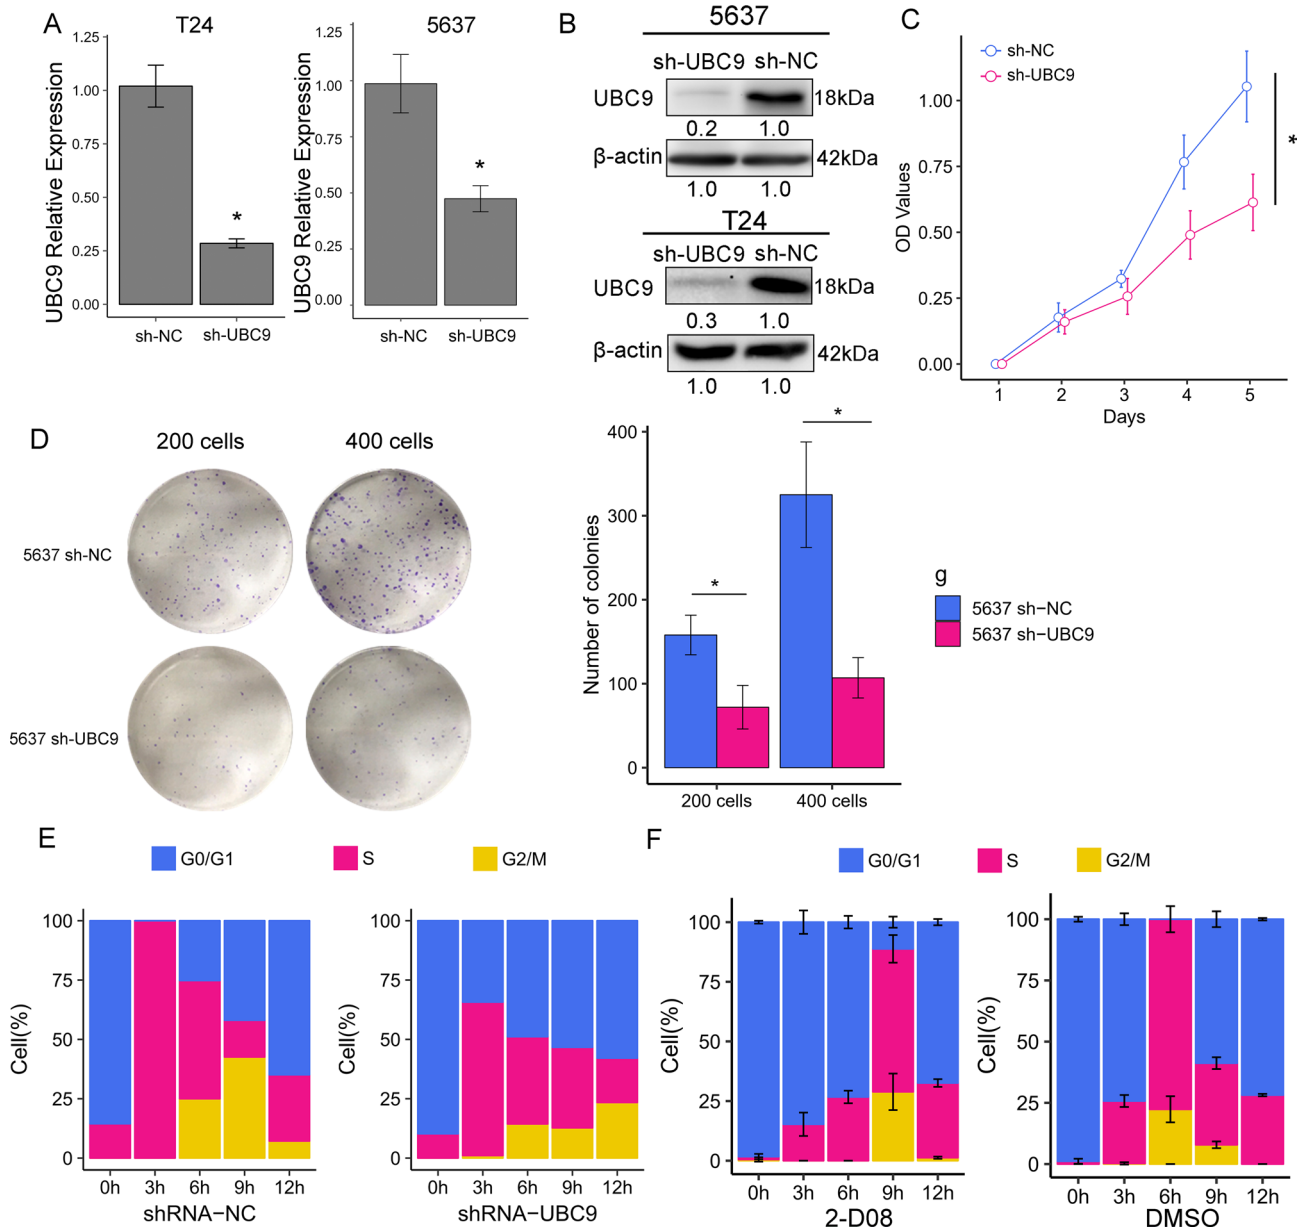 A
T24
UBC9 Relative Expression
1.25
1.00
0.75
0.50
0.25
0.00
sh-NC
sh-UBC9
*
5637
UBC9 Relative Expression
1.25
1.00
0.75
0.50
0.25
0.00
sh-NC
sh-UBC9
*
B
5637
sh-UBC9 sh-NC
UBC9 18kDa
0.2 1.0
β-actin 42kDa
1.0 1.0
T24
sh-UBC9 sh-NC
UBC9 18kDa
0.3 1.0
β-actin 42kDa
1.0 1.0
C
sh-NC
sh-UBC9
OD Values
1.00
0.75
0.50
0.25
0.00
1 2 3 4 5
Days
*
D
200 cells 400 cells
5637 sh-NC
5637 sh-UBC9
Number of colonies
400
300
200
100
0
200 cells 400 cells
* *
g
5637 sh−NC
5637 sh−UBC9
E
G0/G1 S G2/M
Cell(%)
100
75
50
25
0
0h 3h 6h 9h 12h
shRNA−NC
Cell(%)
100
75
50
25
0
0h 3h 6h 9h 12h
shRNA−UBC9
F
G0/G1 S G2/M
Cell(%)
100
75
50
25
0
0h 3h 6h 9h 12h
2-D08
Cell(%)
100
75
50
25
0
0h 3h 6h 9h 12h
DMSO